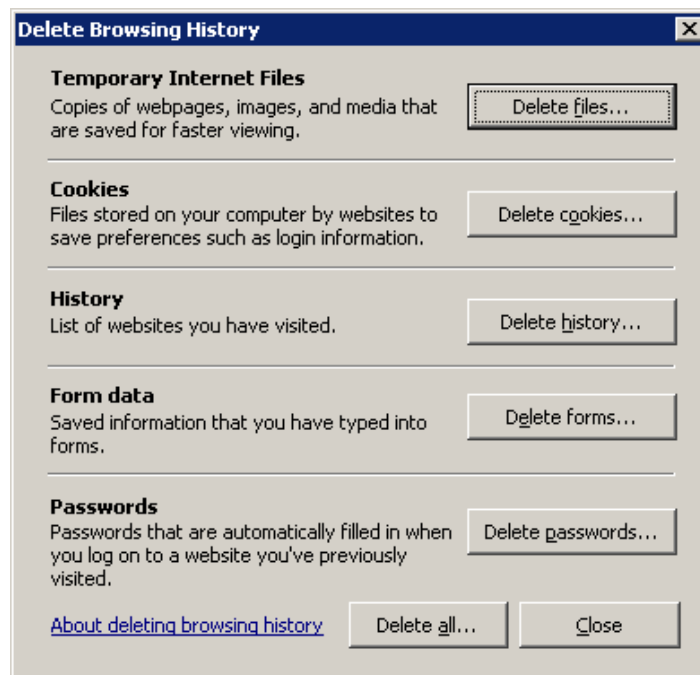 Delete Browsing History
Temporary Internet Files
Copies of webpages, images, and media that
are saved for faster viewing.
Delete files...
Cookies
Files stored on your computer by websites to
save preferences such as login information.
Delete cookies...
History
List of websites you have visited.
Delete history...
Form data
Saved information that you have typed into
forms.
Delete forms...
Passwords
Passwords that are automatically filled in when
you log on to a website you've previously
visited.
Delete passwords...
About deleting browsing history
Delete all...
Close